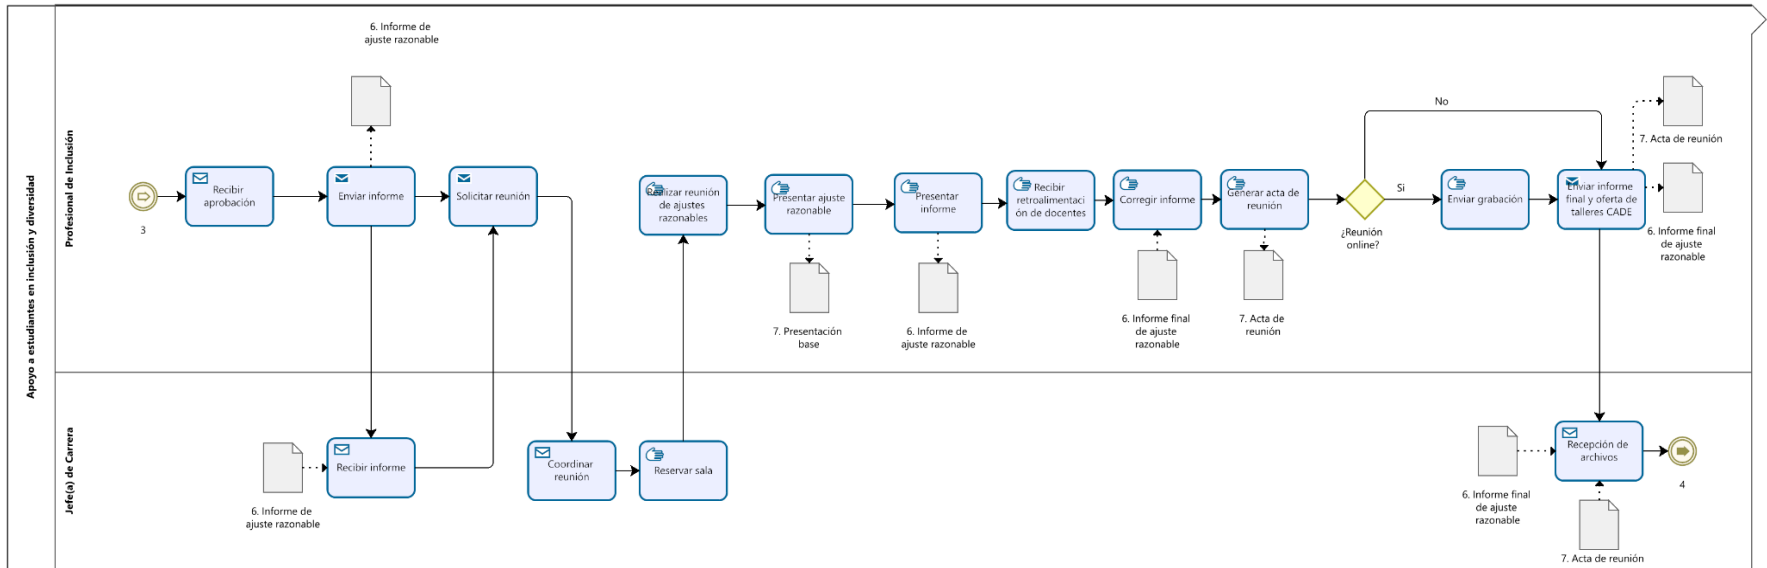 Apoyo a estudiantes en inclusión y diversidad
Profesional de Inclusión
6. Informe de
ajuste razonable
3
Recibir
aprobación
Enviar informe
Solicitar reunión
Realizar reunión
de ajustes
razonables
Presentar ajuste
razonable
7. Presentación
base
Presentar
informe
6. Informe de
ajuste razonable
Recibir
retroalimentaci
ón de docentes
Corregir informe
6. Informe final
de ajuste
razonable
Generar acta de
reunión
7. Acta de
reunión
¿Reunión
online?
No
Si
Enviar grabación
Enviar informe
final y oferta de
talleres CADE
7. Acta de reunión
6. Informe final
de ajuste
razonable
Jefe(a) de Carrera
6. Informe de
ajuste razonable
Recibir informe
Coordinar
reunión
Reservar sala
6. Informe final
de ajuste
razonable
Recepción de
archivos
7. Acta de reunión
4